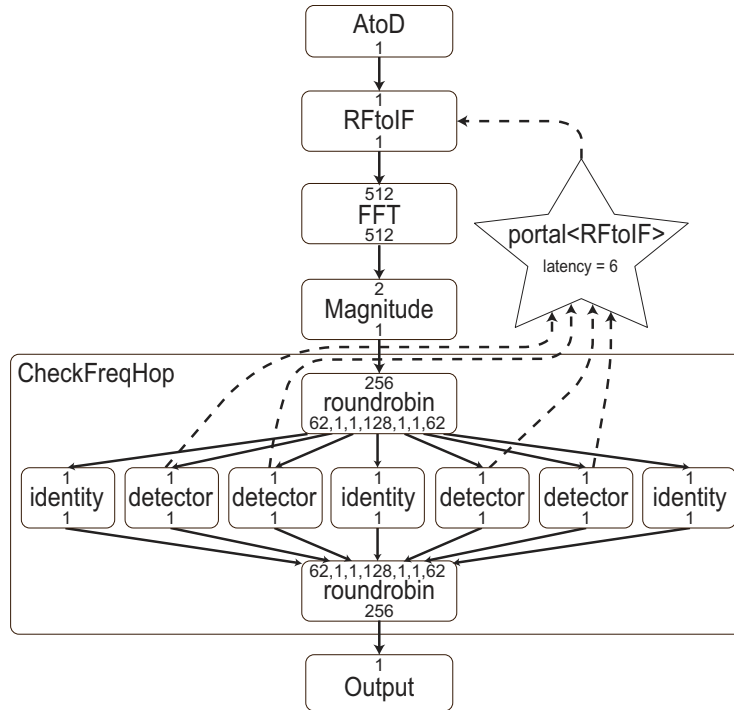 AtoD
1
1
RFtoIF
1
512
FFT
512
portal<RFtoIF>
latency = 6
2
Magnitude
1
CheckFreqHop
256
roundrobin
62,1,1,128,1,1,62
1 1 1 1 1 1 1
identity detector detector identity detector detector identity
1 1 1 1 1 1 1
62,1,1,128,1,1,62
roundrobin
256
1
Output